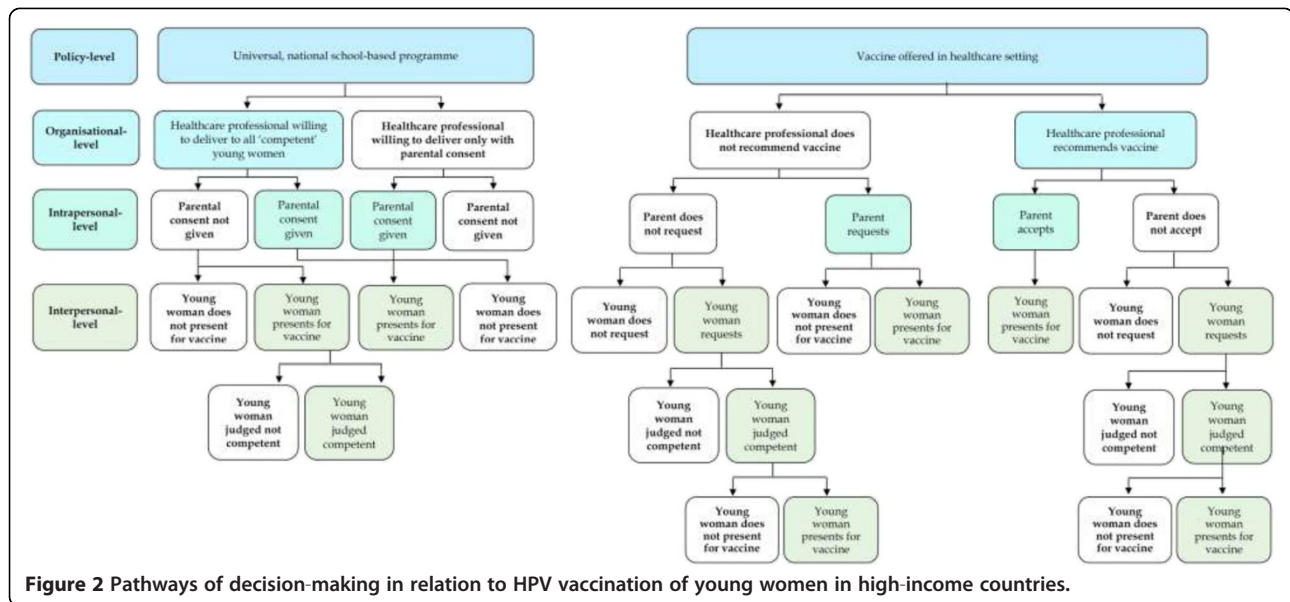 Policy-level
Universal, national school-based programme
Vaccine offered in healthcare setting
Organisational-
level
Healthcare professional willing
to deliver to all 'competent'
young women
Healthcare professional
willing to deliver only with
parental consent
Healthcare professional does
not recommend vaccine
Healthcare professional
recommends vaccine
Intrapersonal-
level
Parental
consent not
given
Parental
consent
given
Parental
consent
given
Parental
consent not
given
Parent does
not request
Parent
requests
Parent
accepts
Parent does
not accept
Interpersonal-
level
Young
woman does
not present
for vaccine
Young
woman
presents for
vaccine
Young
woman
presents for
vaccine
Young
woman does
not present
for vaccine
Young
woman does
not request
Young
woman
requests
Young
woman does
not present for
vaccine
Young
woman
presents for
vaccine
Young
woman
presents for
vaccine
Young
woman does
not request
Young
woman
requests
Young
woman
judged not
competent
Young
woman
judged
competent
Young
woman
judged not
competent
Young
woman
judged
competent
Young
woman
judged not
competent
Young
woman
judged
competent
Young
woman does
not present
for vaccine
Young
woman
presents for
vaccine
Young
woman does
not present
for vaccine
Young
woman
presents for
vaccine
Figure 2 Pathways of decision-making in relation to HPV vaccination of young women in high-income countries.